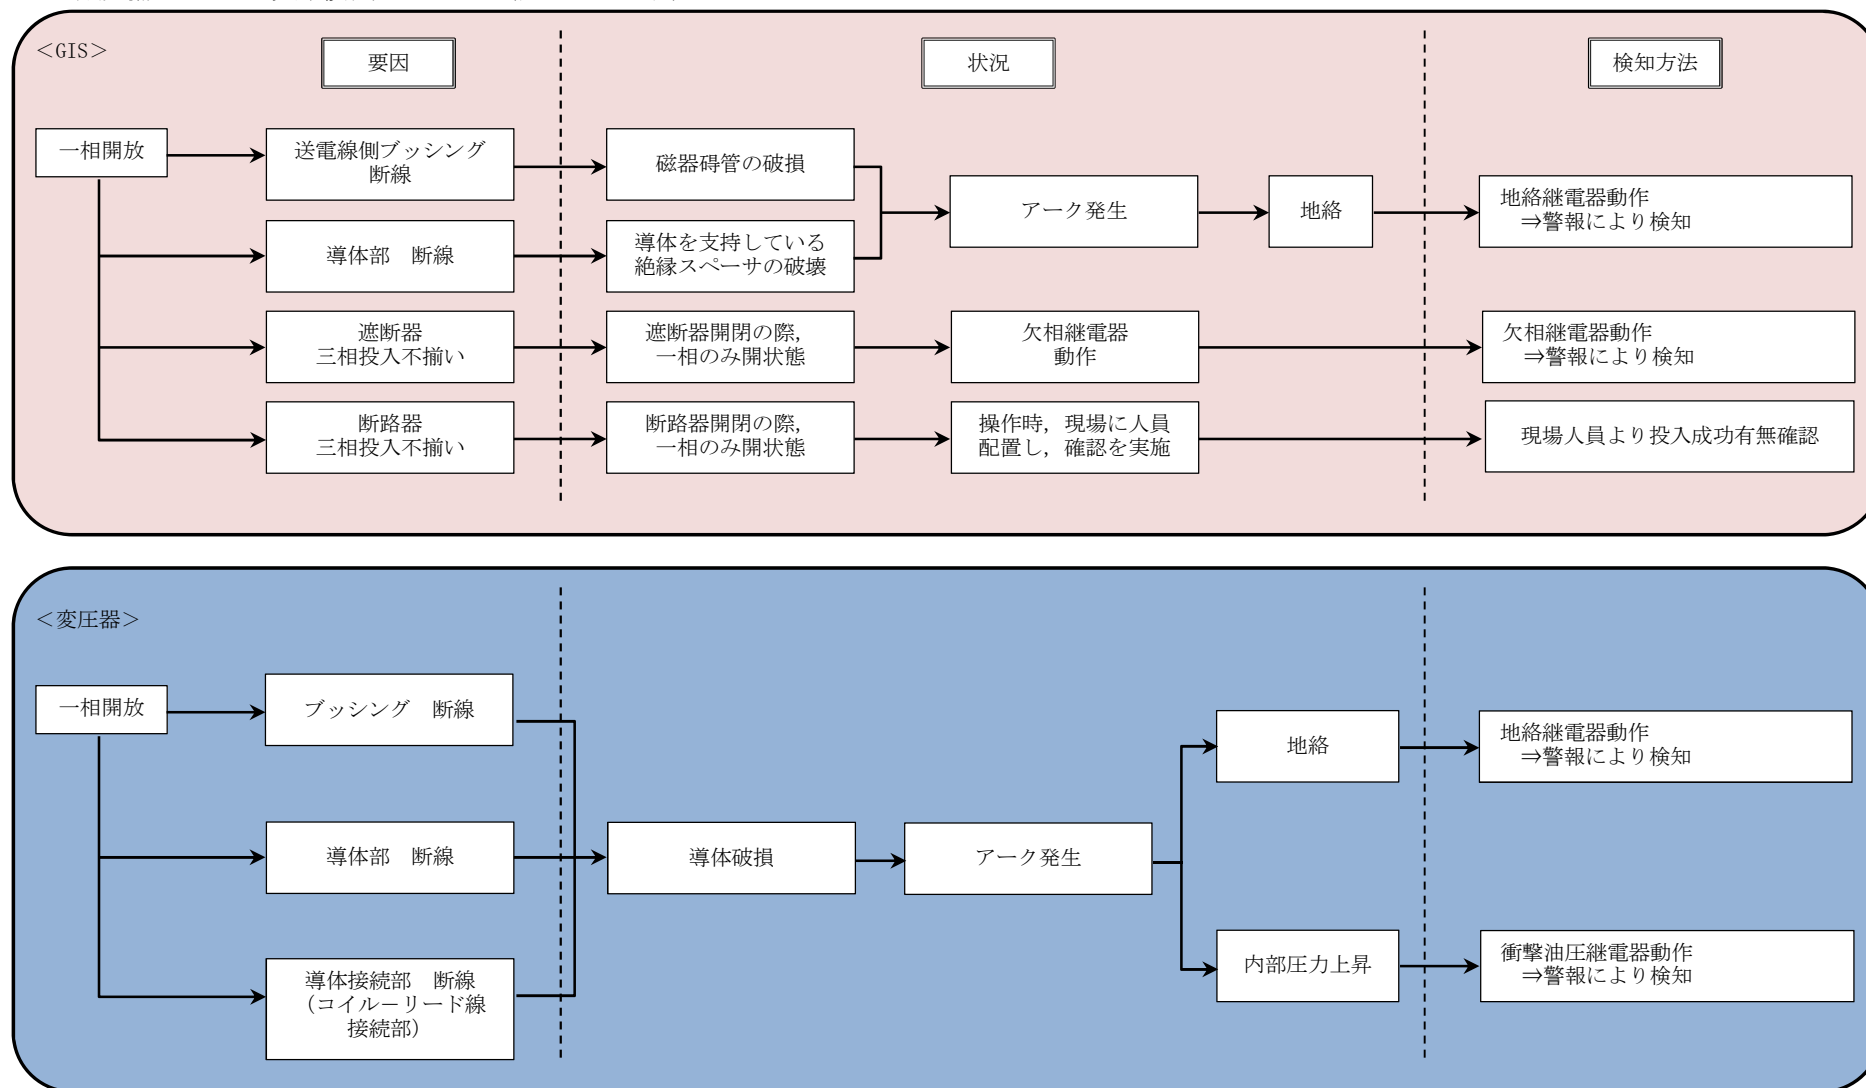 ＜GIS＞
要因
状況
検知方法
一相開放
送電線側ブッシング
断線
磁器碍管の破損
アーク発生
地絡
地絡継電器動作
⇒警報により検知
導体部　断線
導体を支持している
絶縁スペーサの破壊
遮断器
三相投入不揃い
遮断器開閉の際，
一相のみ開状態
欠相継電器
動作
欠相継電器動作
⇒警報により検知
断路器
三相投入不揃い
断路器開閉の際，
一相のみ開状態
操作時，現場に人員
配置し，確認を実施
現場人員より投入成功有無確認
＜変圧器＞
一相開放
ブッシング　断線
地絡
地絡継電器動作
⇒警報により検知
導体部　断線
導体破損
アーク発生
導体接続部　断線
（コイル－リード線
接続部）
内部圧力上昇
衝撃油圧継電器動作
⇒警報により検知